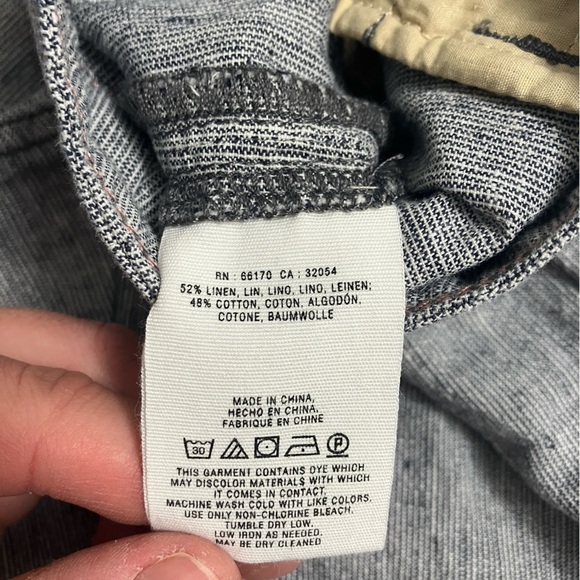 RN : 66170 CA : 32054
52% LINEN, LIN, LINO, LINO, LEINEN;
48% COTTON, COTON, ALGODÓN,
COTONE, BAUMWOLLE
MADE IN CHINA,
HECHO EN CHINA,
FABRIQUÉ EN CHINE
30 P
THIS GARMENT CONTAINS DYE WHICH
MAY DISCOLOR MATERIALS WITH WHICH
IT COMES IN CONTACT.
MACHINE WASH COLD WITH LIKE COLORS.
USE ONLY NON-CHLORINE BLEACH.
TUMBLE DRY LOW.
LOW IRON AS NEEDED.
MAY BE DRY CLEANED